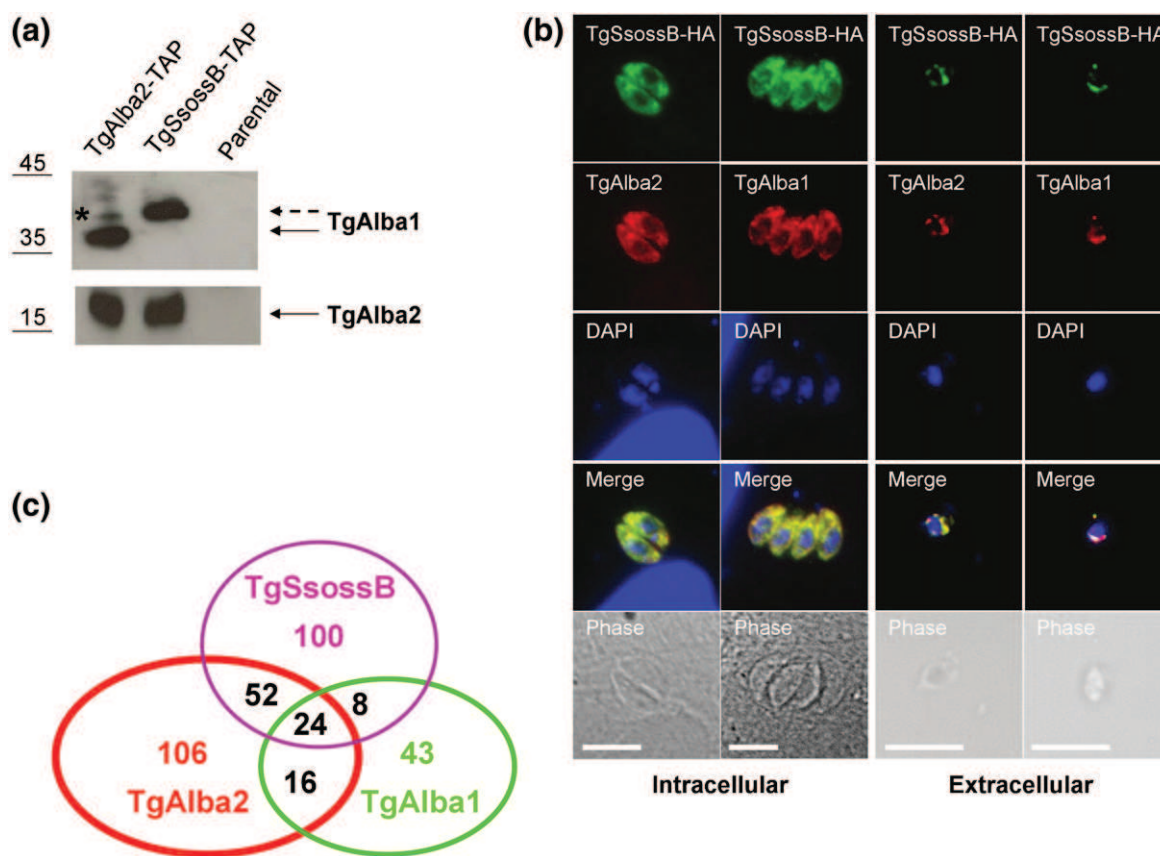 (a)
TgAlba2-TAP
TgSsossB-TAP
Parental
45
*
35
TgAlba1
15
TgAlba2
(b)
TgSsossB-HA
TgSsossB-HA
TgSsossB-HA
TgSsossB-HA
TgAlba2
TgAlba1
TgAlba2
TgAlba1
DAPI
DAPI
DAPI
DAPI
Merge
Merge
Merge
Merge
Phase
Phase
Phase
Phase
Intracellular
Extracellular
(c)
TgSsossB
100
52
8
24
106
43
16
TgAlba2
TgAlba1